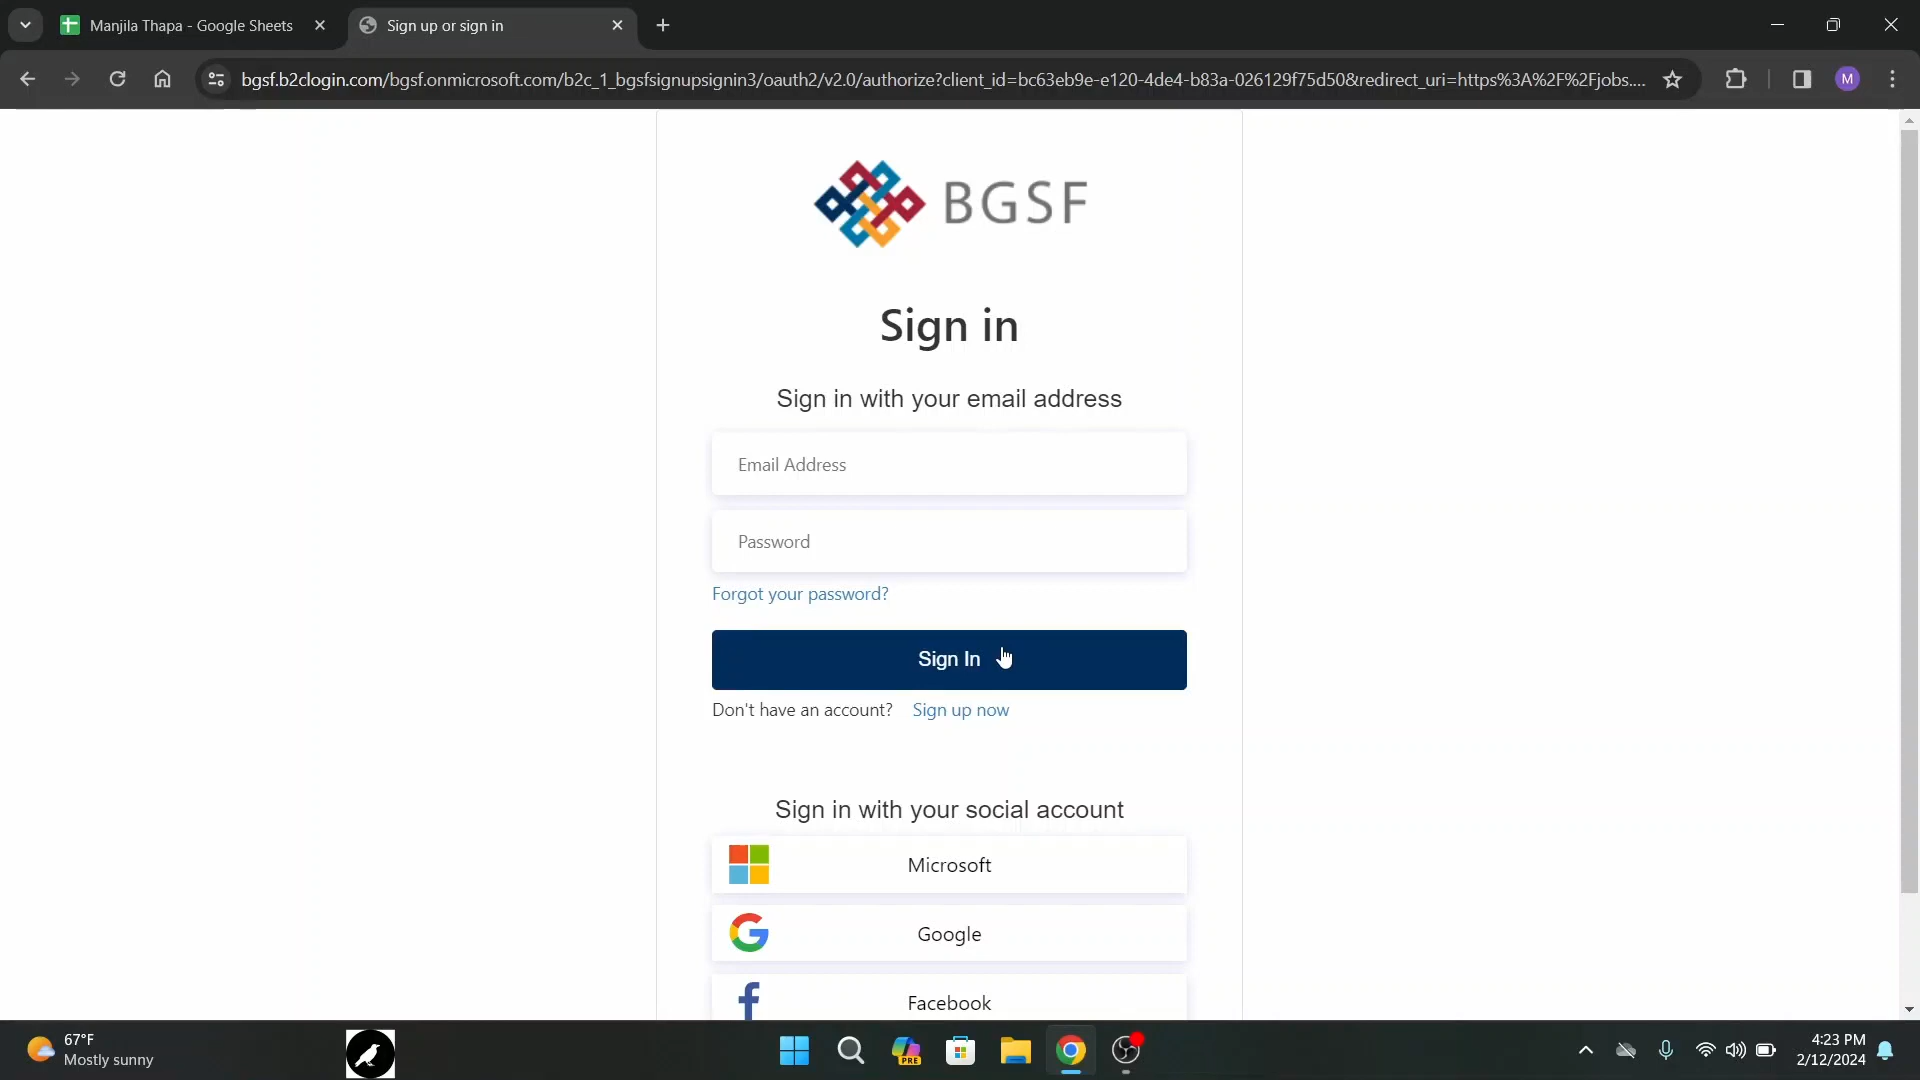 Manjila Thapa - Google Sheets
Sign up or sign in
bgsf.b2clogin.com/bgsf.onmicrosoft.com/b2c_1_bgsfsignupsignin3/oauth2/v2.0/authorize?client_id=bc63eb9e-e120-4de4-b83a-026129f75d50&redirect_uri=https%3A%2F%2Fjobs....
M
BGSF
Sign in
Sign in with your email address
Email Address
Password
Forgot your password?
Sign In
Don't have an account? Sign up now
Sign in with your social account
Microsoft
Google
Facebook
67°F
Mostly sunny
PRE
4:23 PM
2/12/2024